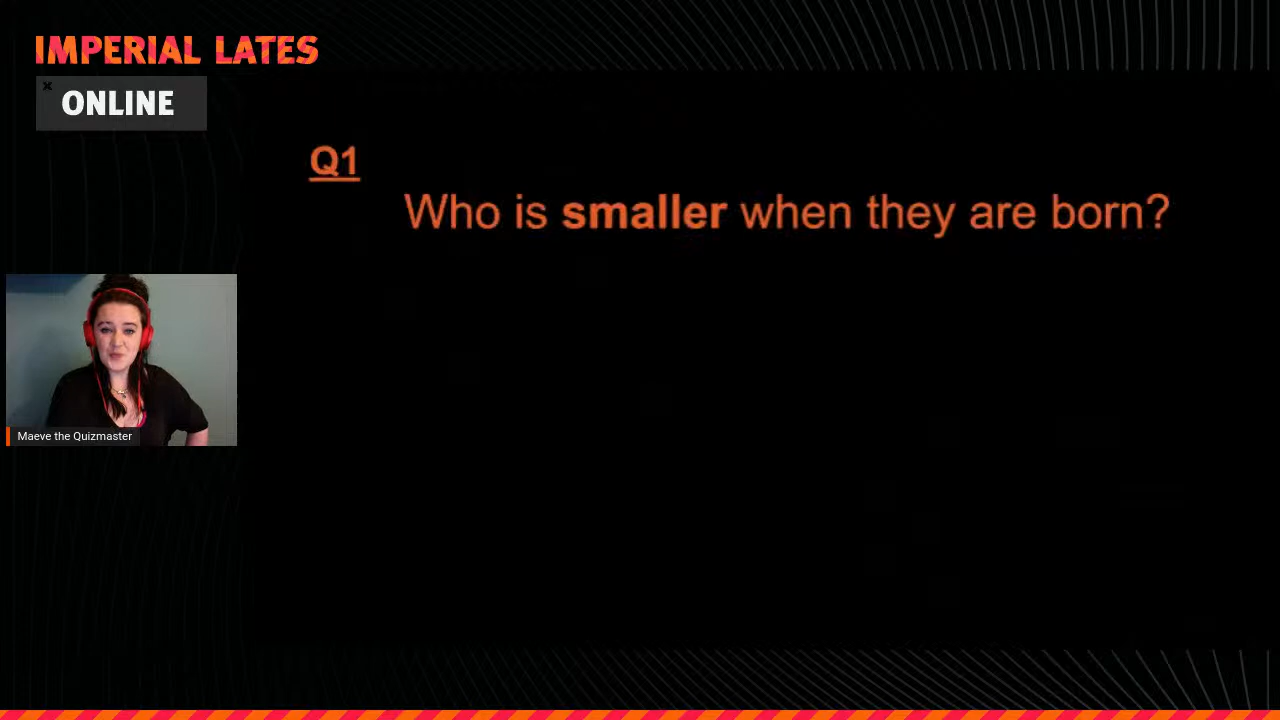 IMPERIAL LATES
ONLINE
Q1
Who is smaller when they are born?
Maeve the Quizmaster